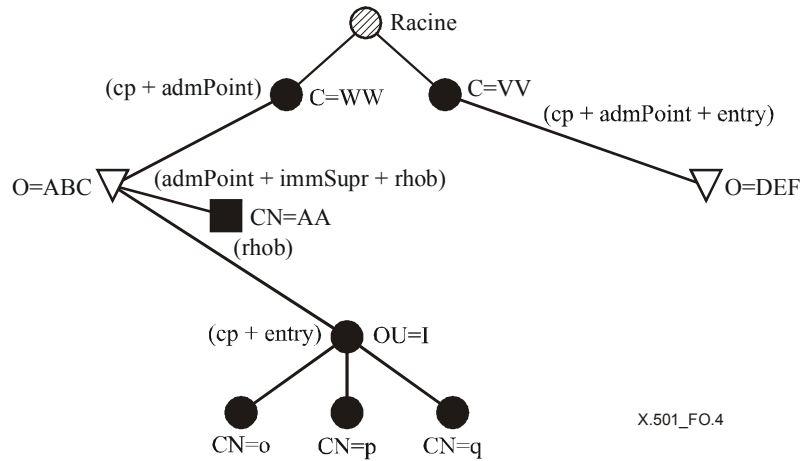 Racine
(cp + admPoint)
C=WW
C=VV
(cp + admPoint + entry)
O=ABC
(admPoint + immSupr + rhob)
O=DEF
CN=AA
(rhob)
(cp + entry)
OU=I
CN=o
CN=p
CN=q
X.501_FO.4